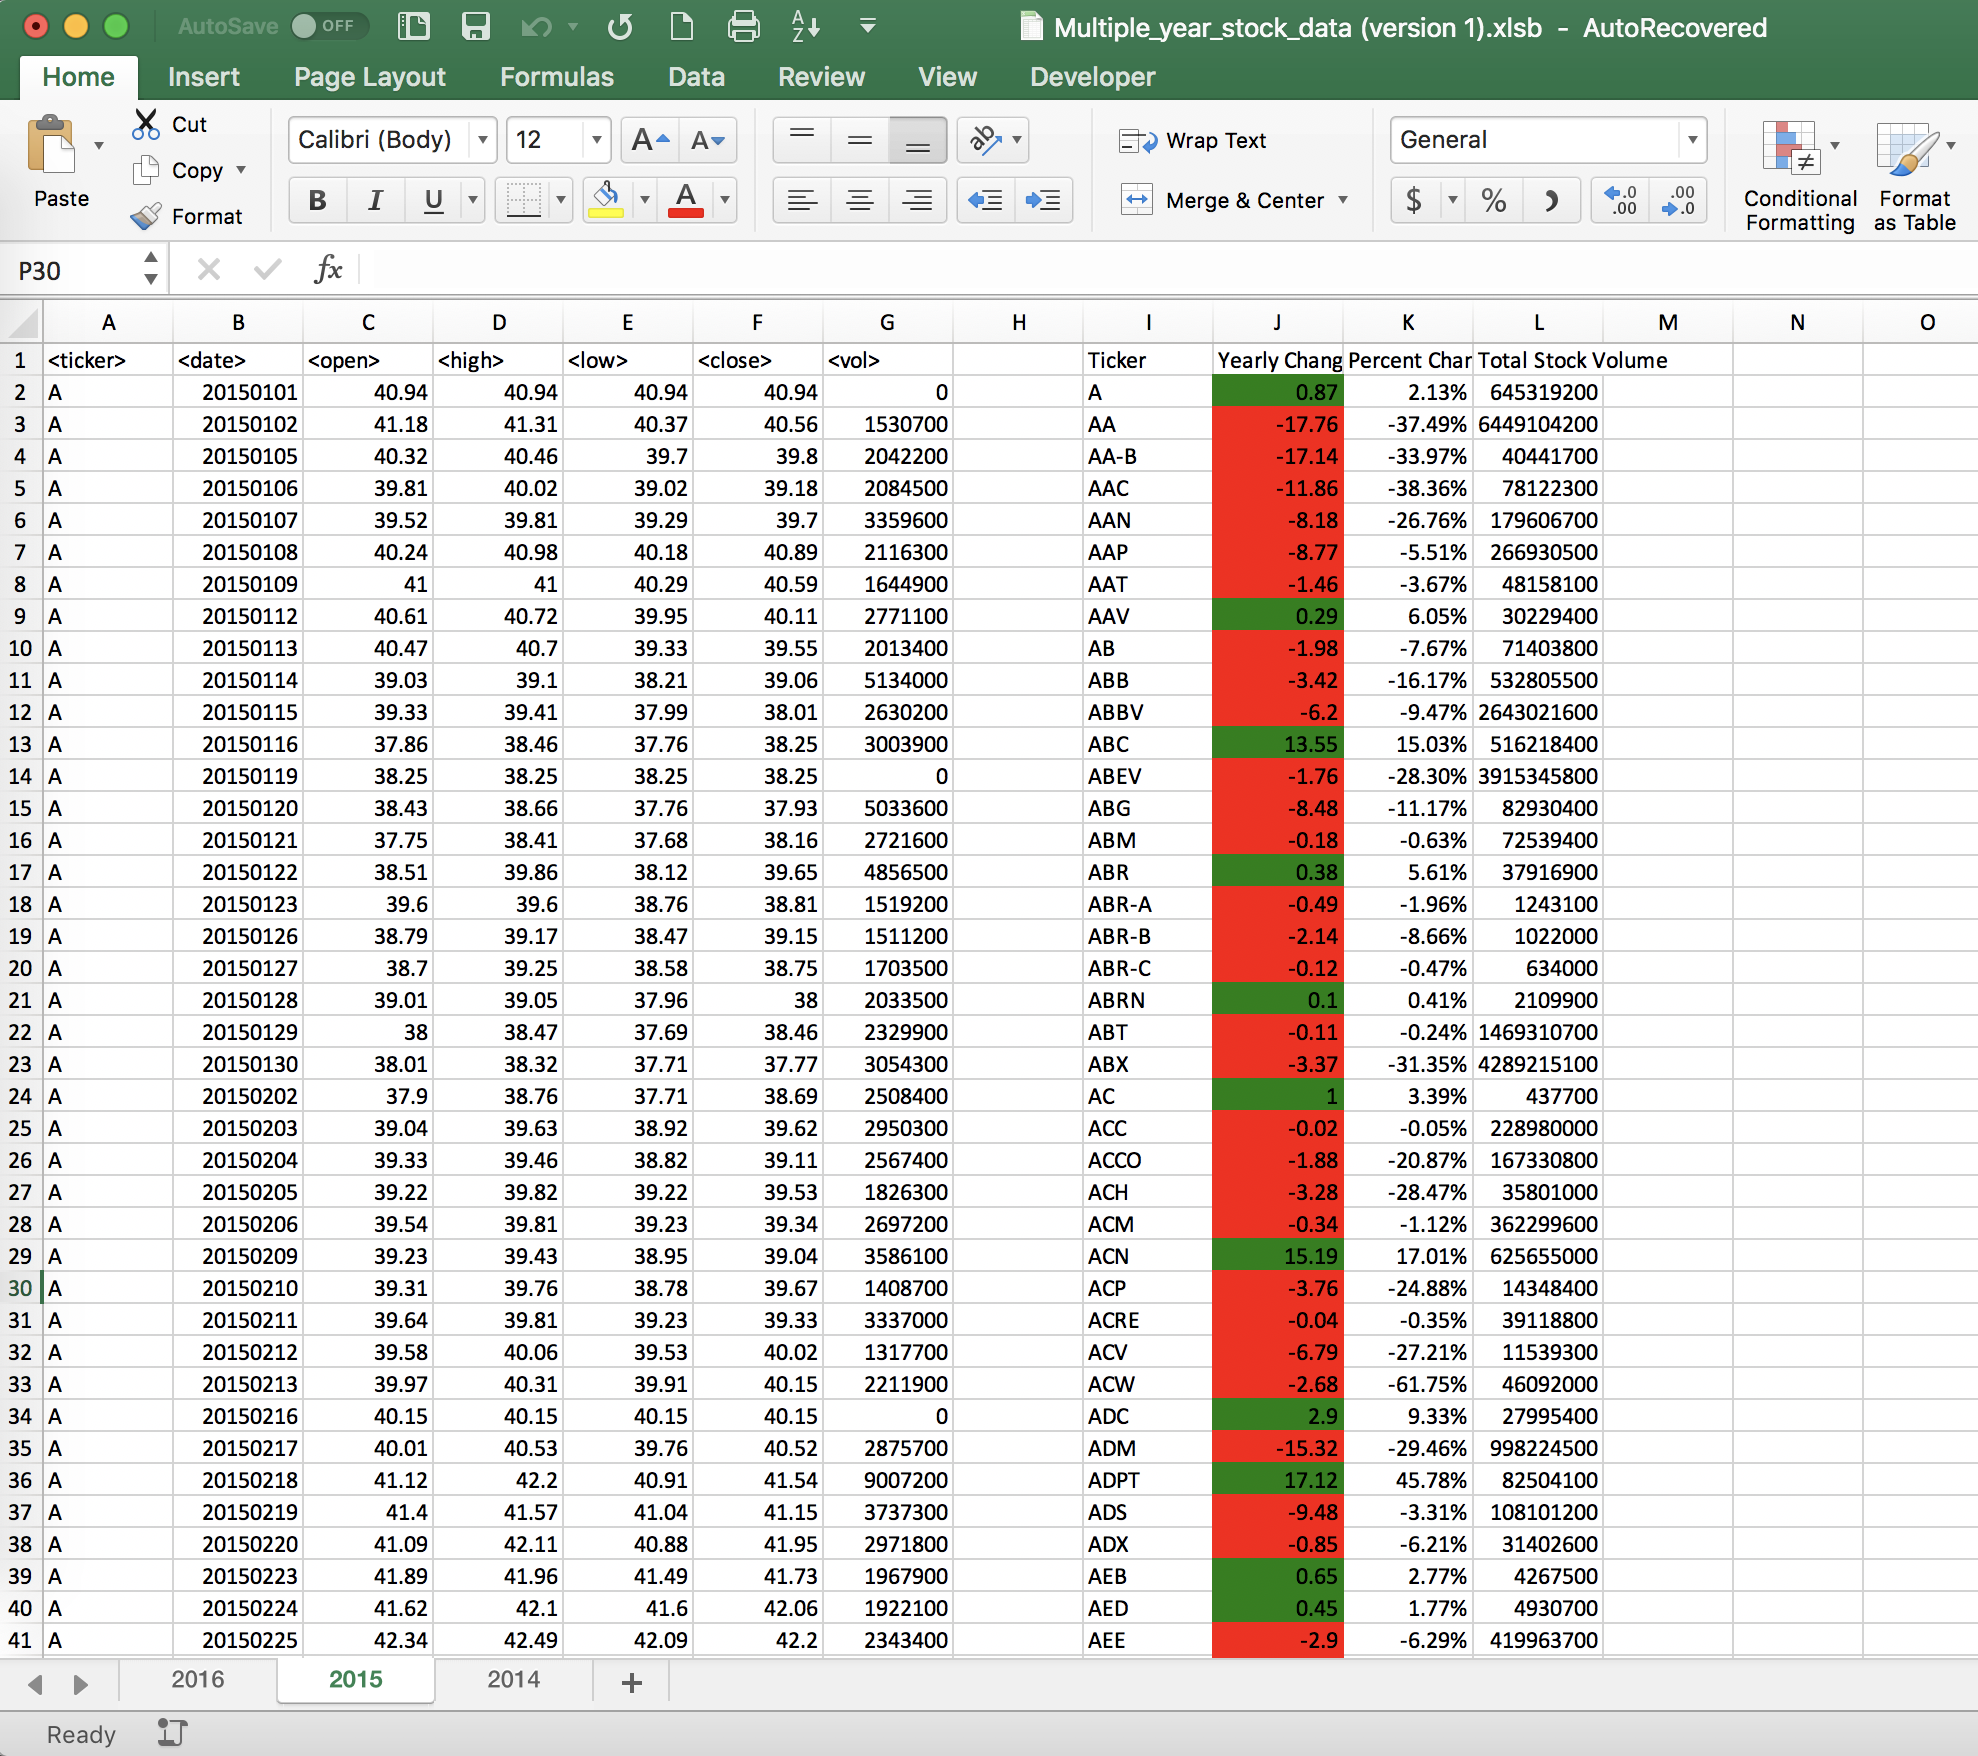 AutoSave OFF Multiple_year_stock_data (version 1).xlsb - AutoRecovered
Home Insert Page Layout Formulas Data Review View Developer
Paste Cut Copy Format
Calibri (Body) 12 A A ab Wrap Text General
B I U A Merge & Center $ % .0 .00 .00 .0
Conditional Formatting Format as Table
P30 fx
A B C D E F G H I J K L M N O
1 <ticker> <date> <open> <high> <low> <close> <vol> Ticker Yearly Chang Percent Char Total Stock Volume
2 A 20150101 40.94 40.94 40.94 40.94 0 A 0.87 2.13% 645319200
3 A 20150102 41.18 41.31 40.37 40.56 1530700 AA -17.76 -37.49% 6449104200
4 A 20150105 40.32 40.46 39.7 39.8 2042200 AA-B -17.14 -33.97% 40441700
5 A 20150106 39.81 40.02 39.02 39.18 2084500 AAC -11.86 -38.36% 78122300
6 A 20150107 39.52 39.81 39.29 39.7 3359600 AAN -8.18 -26.76% 179606700
7 A 20150108 40.24 40.98 40.18 40.89 2116300 AAP -8.77 -5.51% 266930500
8 A 20150109 41 41 40.29 40.59 1644900 AAT -1.46 -3.67% 48158100
9 A 20150112 40.61 40.72 39.95 40.11 2771100 AAV 0.29 6.05% 30229400
10 A 20150113 40.47 40.7 39.33 39.55 2013400 AB -1.98 -7.67% 71403800
11 A 20150114 39.03 39.1 38.21 39.06 5134000 ABB -3.42 -16.17% 532805500
12 A 20150115 39.33 39.41 37.99 38.01 2630200 ABBV -6.2 -9.47% 2643021600
13 A 20150116 37.86 38.46 37.76 38.25 3003900 ABC 13.55 15.03% 516218400
14 A 20150119 38.25 38.25 38.25 38.25 0 ABEV -1.76 -28.30% 3915345800
15 A 20150120 38.43 38.66 37.76 37.93 5033600 ABG -8.48 -11.17% 82930400
16 A 20150121 37.75 38.41 37.68 38.16 2721600 ABM -0.18 -0.63% 72539400
17 A 20150122 38.51 39.86 38.12 39.65 4856500 ABR 0.38 5.61% 37916900
18 A 20150123 39.6 39.6 38.76 38.81 1519200 ABR-A -0.49 -1.96% 1243100
19 A 20150126 38.79 39.17 38.47 39.15 1511200 ABR-B -2.14 -8.66% 1022000
20 A 20150127 38.7 39.25 38.58 38.75 1703500 ABR-C -0.12 -0.47% 634000
21 A 20150128 39.01 39.05 37.96 38 2033500 ABRN 0.1 0.41% 2109900
22 A 20150129 38 38.47 37.69 38.46 2329900 ABT -0.11 -0.24% 1469310700
23 A 20150130 38.01 38.32 37.71 37.77 3054300 ABX -3.37 -31.35% 4289215100
24 A 20150202 37.9 38.76 37.71 38.69 2508400 AC 1 3.39% 437700
25 A 20150203 39.04 39.63 38.92 39.62 2950300 ACC -0.02 -0.05% 228980000
26 A 20150204 39.33 39.46 38.82 39.11 2567400 ACCO -1.88 -20.87% 167330800
27 A 20150205 39.22 39.82 39.22 39.53 1826300 ACH -3.28 -28.47% 35801000
28 A 20150206 39.54 39.81 39.23 39.34 2697200 ACM -0.34 -1.12% 362299600
29 A 20150209 39.23 39.43 38.95 39.04 3586100 ACN 15.19 17.01% 625655000
30 A 20150210 39.31 39.76 38.78 39.67 1408700 ACP -3.76 -24.88% 14348400
31 A 20150211 39.64 39.81 39.23 39.33 3337000 ACRE -0.04 -0.35% 39118800
32 A 20150212 39.58 40.06 39.53 40.02 1317700 ACV -6.79 -27.21% 11539300
33 A 20150213 39.97 40.31 39.91 40.15 2211900 ACW -2.68 -61.75% 46092000
34 A 20150216 40.15 40.15 40.15 40.15 0 ADC 2.9 9.33% 27995400
35 A 20150217 40.01 40.53 39.76 40.52 2875700 ADM -15.32 -29.46% 998224500
36 A 20150218 41.12 42.2 40.91 41.54 9007200 ADPT 17.12 45.78% 82504100
37 A 20150219 41.4 41.57 41.04 41.15 3737300 ADS -9.48 -3.31% 108101200
38 A 20150220 41.09 42.11 40.88 41.95 2971800 ADX -0.85 -6.21% 31402600
39 A 20150223 41.89 41.96 41.49 41.73 1967900 AEB 0.65 2.77% 4267500
40 A 20150224 41.62 42.1 41.6 42.06 1922100 AED 0.45 1.77% 4930700
41 A 20150225 42.34 42.49 42.09 42.2 2343400 AEE -2.9 -6.29% 419963700
2016 2015 2014 +
Ready